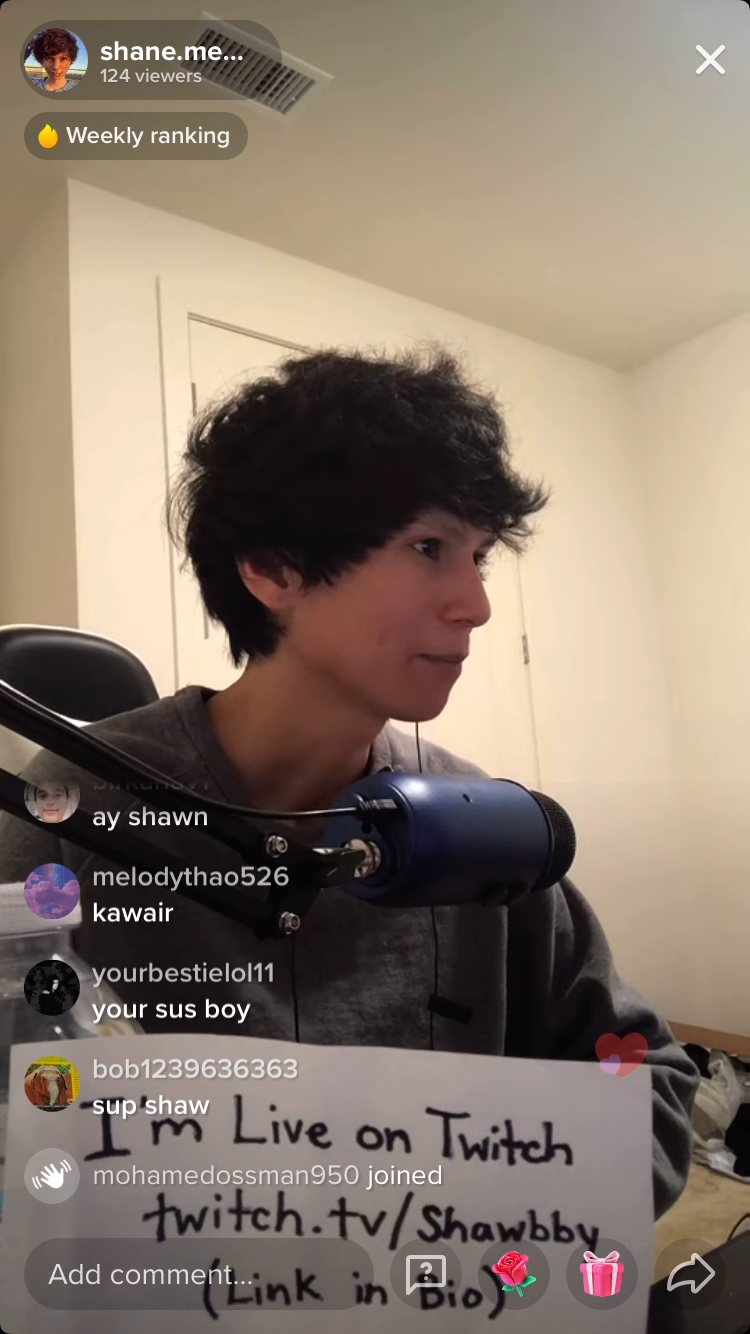 shane.me...
124 viewers
Weekly ranking
ay shawn
melodythao526
kawair
yourbestielol11
your sus boy
bob1239636363
sup shaw
I'm Live on Twitch
mohamedossman950 joined
twitch.tv/Shawbby
Add comment...
(Link in Bio)